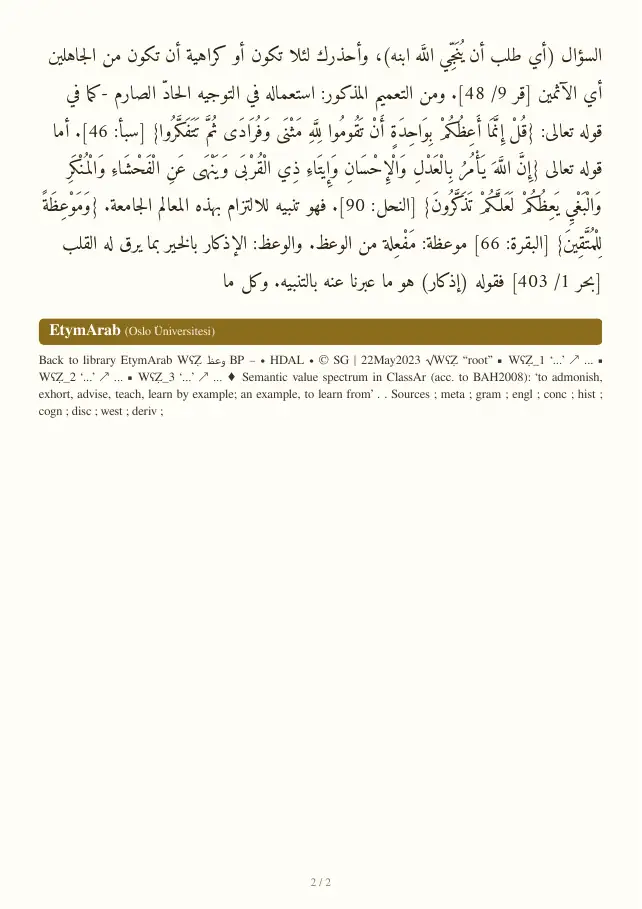 السؤال (أي طلب أن يُنَجِّي اللَّه ابنه)، وأحذرك لئلا تكون أو كراهية أن تكون من الجاهلين
أي الآثمين [قر 9/ 48]. ومن التعميم المذكور: استعماله في التوجيه الحادّ الصارم -كما في
قوله تعالى: {قُلْ إِنَّمَا أَعِظُكُمْ بِوَاحِدَةٍ أَنْ تَقُومُوا لِلَّهِ مَثْنَى وَفُرَادَى ثُمَّ تَتَفَكَّرُوا} [سبأ: 46]. أما
قوله تعالى {إِنَّ اللَّهَ يَأْمُرُ بِالْعَدْلِ وَالْإِحْسَانِ وَإِيتَاءِ ذِي الْقُرْبَى وَيَنْهَى عَنِ الْفَحْشَاءِ وَالْمُنْكَرِ
وَالْبَغْيِ يَعِظُكُمْ لَعَلَّكُمْ تَذَكَّرُونَ} [النحل: 90]. فهو تنبيه للالتزام بهذه المعالم الجامعة. {وَمَوْعِظَةً
لِلْمُتَّقِينَ} [البقرة: 66] موعظة: مَفْعِلة من الوعظ. والوعظ: الإذكار بالخير بما يرق له القلب
[بحر 1/ 403] فقوله (إذكار) هو ما عبرنا عنه بالتنبيه. وكل ما
EtymArab (Oslo Üniversitesi)
Back to library EtymArab WʕẒ وعظ BP – • HDAL • © SG | 22May2023 √WʕẒ “root” ▪ WʕẒ_1 ‘...’ ↗ ... ▪
WʕẒ_2 ‘...’ ↗ ... ▪ WʕẒ_3 ‘...’ ↗ ... ♦ Semantic value spectrum in ClassAr (acc. to BAH2008): ‘to admonish,
exhort, advise, teach, learn by example; an example, to learn from’ . . Sources ; meta ; gram ; engl ; conc ; hist ;
cogn ; disc ; west ; deriv ;
2 / 2